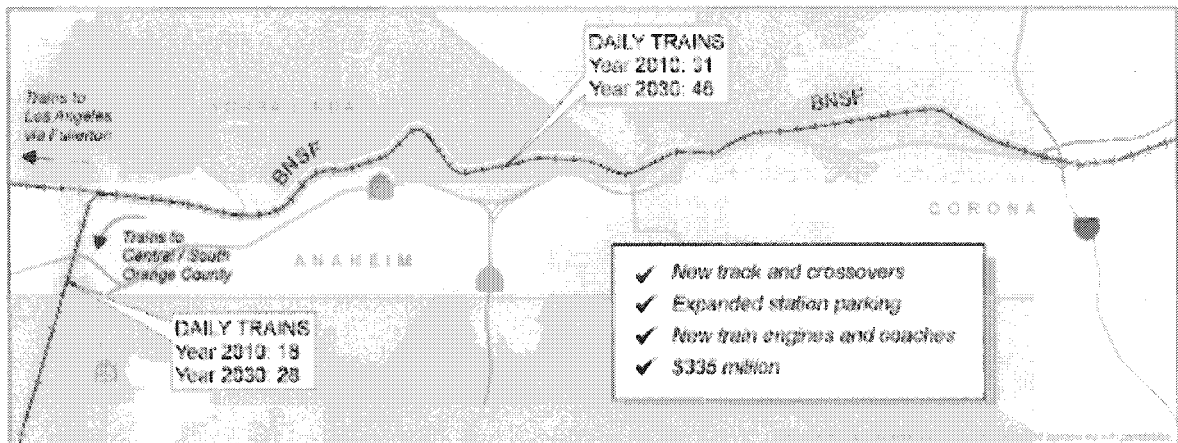 DAILY TRAINS
Year 2010: 31
Year 2030: 46
Trains to
Los Angeles
via Fullerton
BNSF
BNSF
CORONA
Trains to
Central / South
Orange County
ANAHEIM
✓ New track and crossovers
✓ Expanded station parking
✓ New train engines and coaches
✓ $335 million
DAILY TRAINS
Year 2010: 18
Year 2030: 28